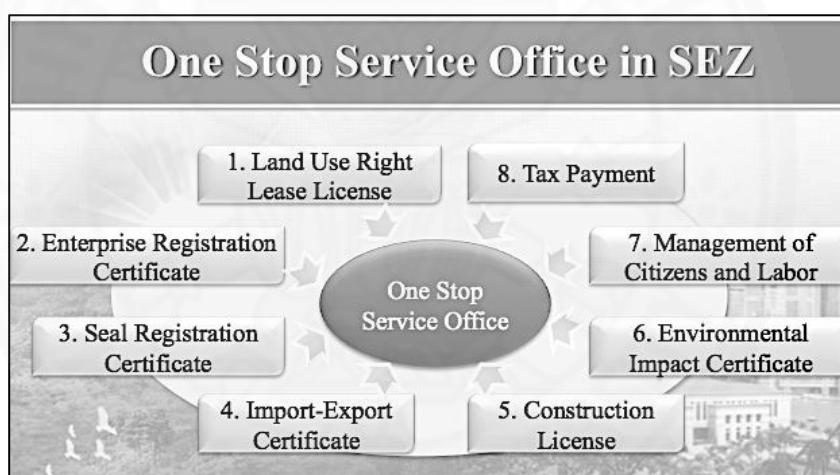 One Stop Service Office in SEZ
1. Land Use Right
Lease License
8. Tax Payment
2. Enterprise Registration
Certificate
7. Management of
Citizens and Labor
One Stop
Service Office
3. Seal Registration
Certificate
6. Environmental
Impact Certificate
4. Import-Export
Certificate
5. Construction
License